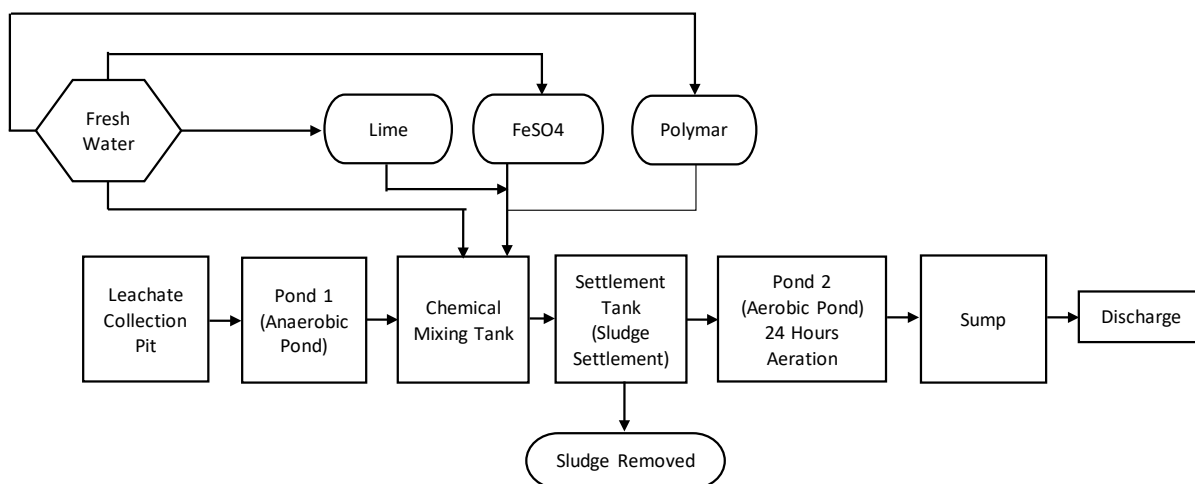 Fresh
Water
Lime
FeSO4
Polymar
Leachate
Collection
Pit
Pond 1
(Anaerobic
Pond)
Chemical
Mixing Tank
Settlement
Tank
(Sludge
Settlement)
Pond 2
(Aerobic Pond)
24 Hours
Aeration
Sump
Discharge
Sludge Removed